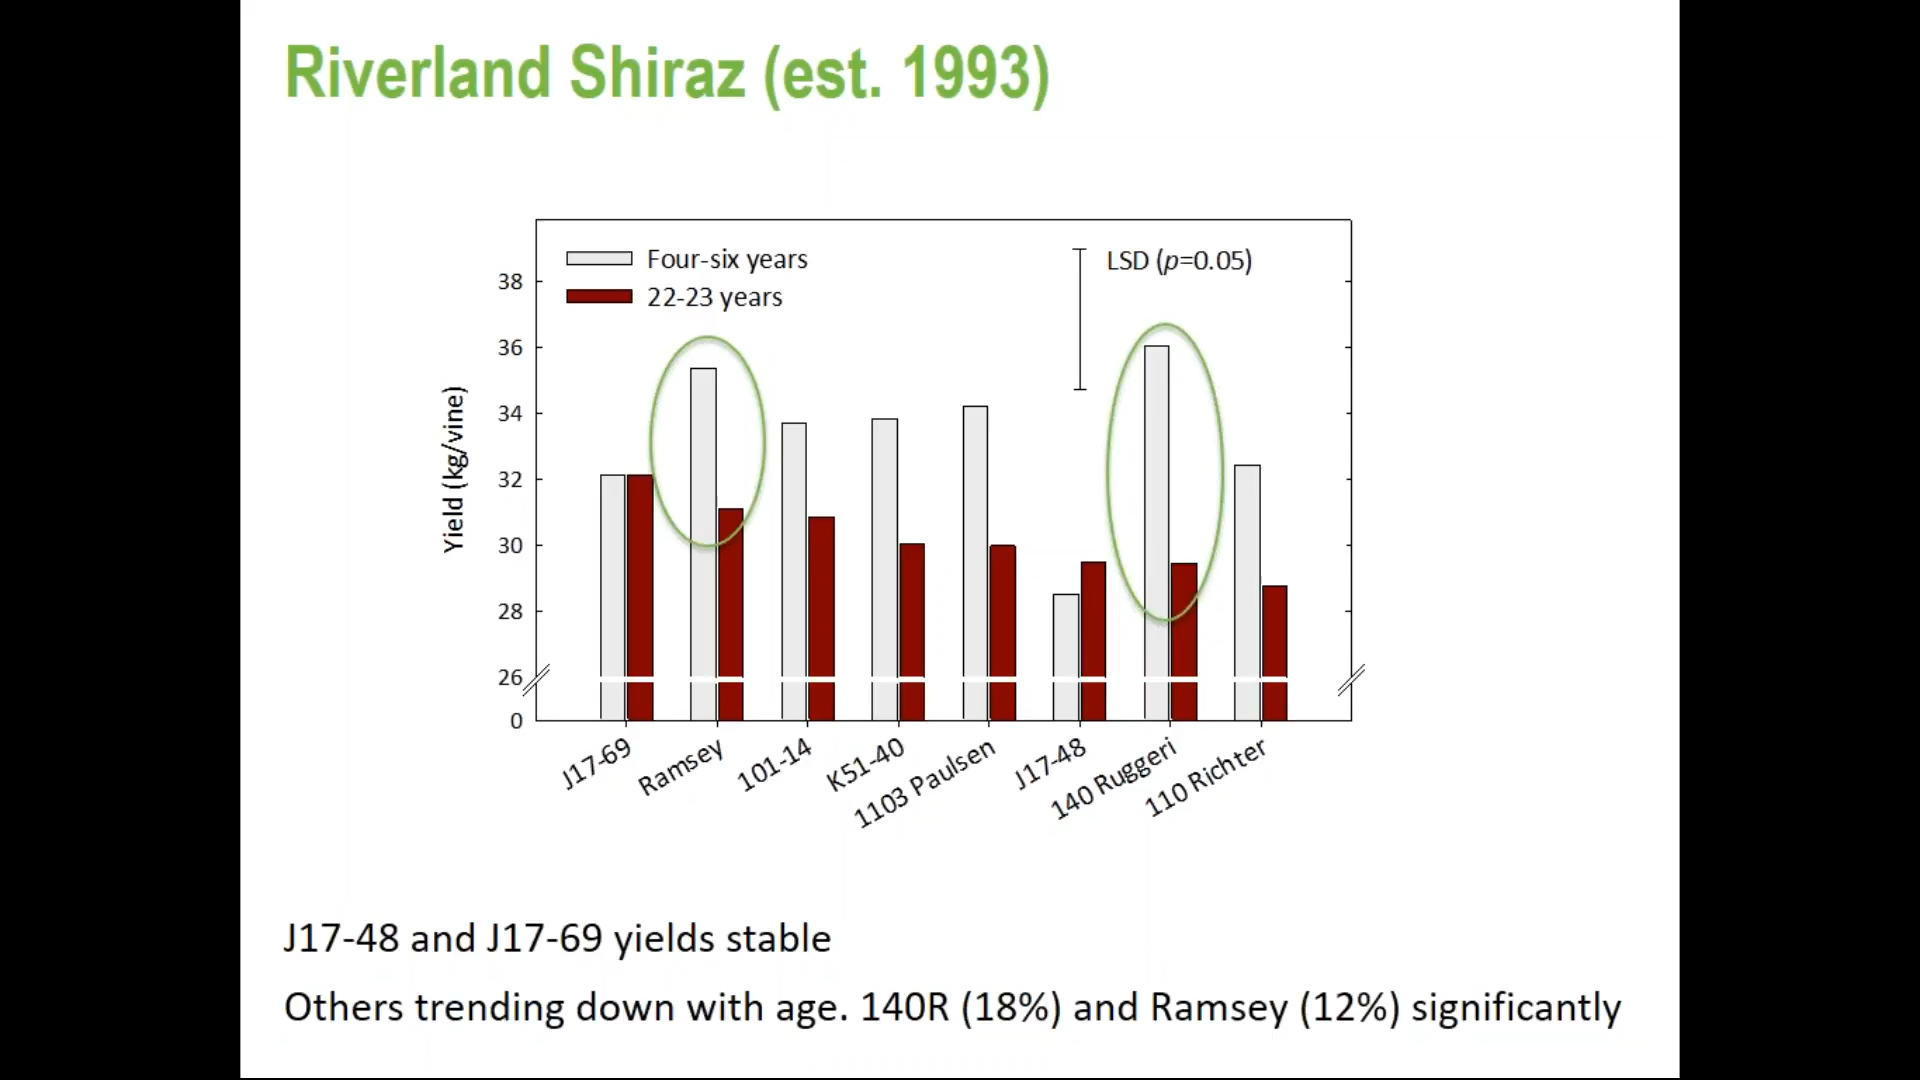 Riverland Shiraz (est. 1993)
Four-six years
22-23 years
LSD (p=0.05)
Yield (kg/vine)
38
36
34
32
30
28
26
0
J17-69
Ramsey
101-14
K51-40
1103 Paulsen
J17-48
140 Ruggeri
110 Richter
J17-48 and J17-69 yields stable
Others trending down with age. 140R (18%) and Ramsey (12%) significantly